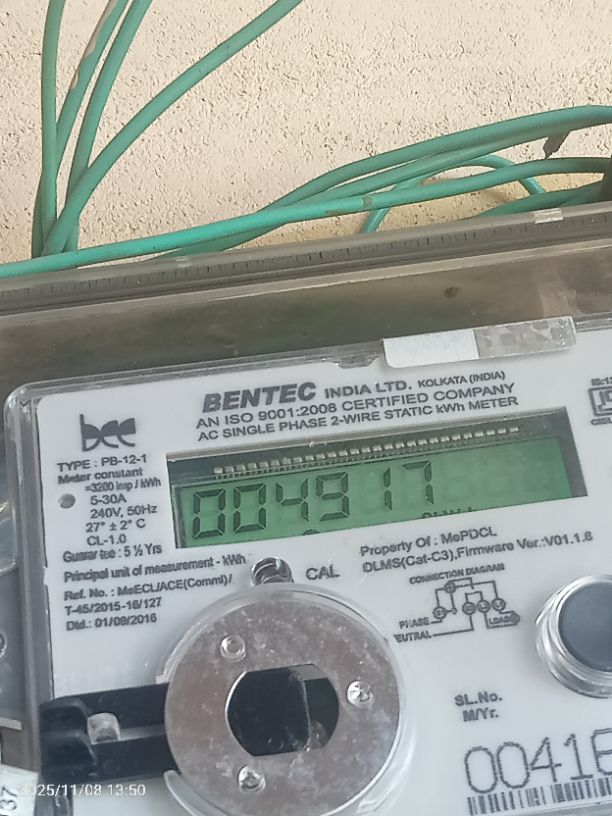 BENTEC INDIA LTD. KOLKATA (INDIA)
AN ISO 9001:2008 CERTIFIED COMPANY
AC SINGLE PHASE 2-WIRE STATIC kWh METER
bec
TYPE : PB-12-1
Meter constant
=3200 imp / kWh
5-30A
240V, 50Hz
27° ± 2° C
CL-1.0
Guarantee : 5 ½ Yrs
004917
Principal unit of measurement - kWh
Ref. No. : MeECL/ACE(Comml)/
T-45/2015-16/127
Dtd.: 01/09/2016
CAL
Property Of : MePDCL
DLMS(Cat-C3),Firmware Ver.:V01.1.8
CONNECTION DIAGRAM
PHASE
NEUTRAL
LOAD
SL.No.
M/Yr.
00416
37
2025/11/08 13:50